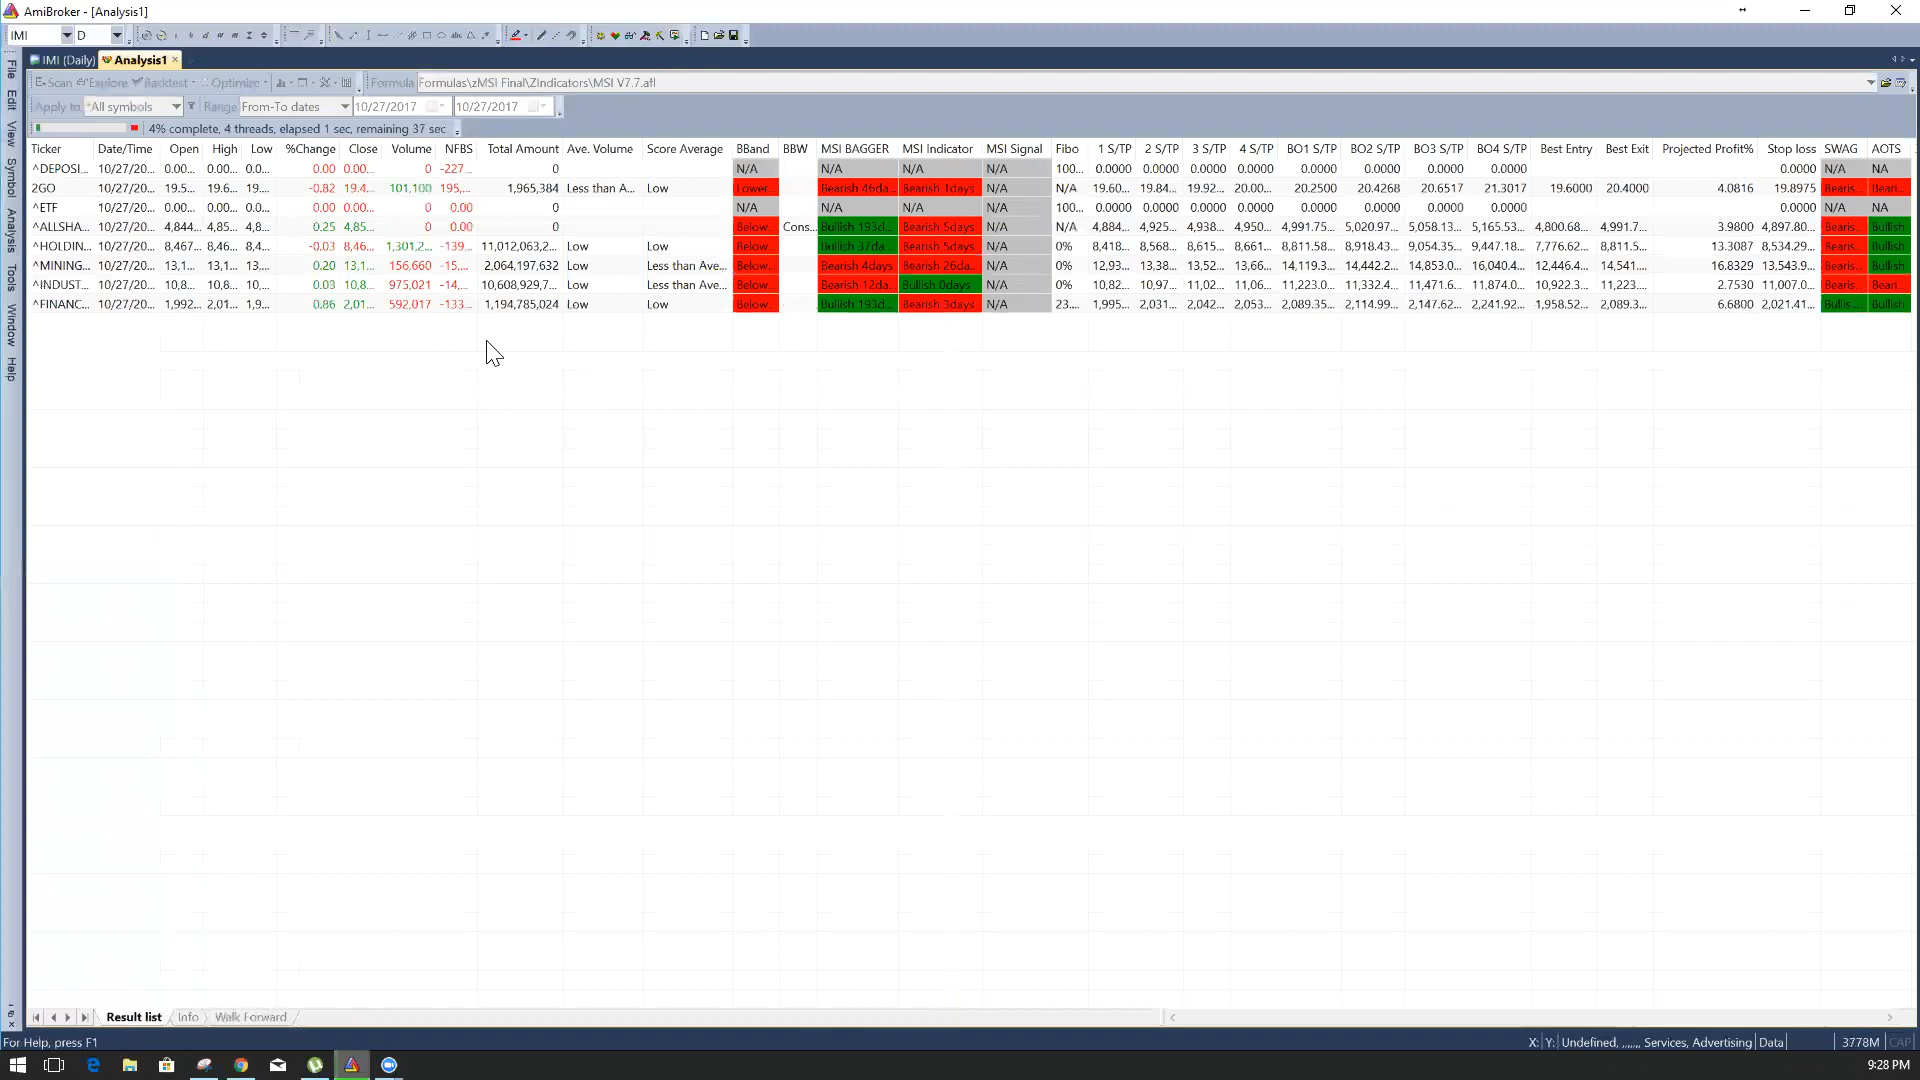 AmiBroker - [Analysis1]
IMI D
File Edit View Symbol Analysis Tools Window Help
IMI (Daily) Analysis1
Scan Explore Backtest Optimize Formula Formulas\zMSI Final\ZIndicators\MSI V7.7.afl
Apply to *All symbols Range From-To dates 10/27/2017 10/27/2017
4% complete, 4 threads, elapsed 1 sec, remaining 37 sec
Ticker Date/Time Open High Low %Change Close Volume NFBS Total Amount Ave. Volume Score Average BBand BBW MSI BAGGER MSI Indicator MSI Signal Fibo 1 S/TP 2 S/TP 3 S/TP 4 S/TP BO1 S/TP BO2 S/TP BO3 S/TP BO4 S/TP Best Entry Best Exit Projected Profit% Stop loss SWAG AOTS
^DEPOSI... 10/27/20... 0.00... 0.00... 0.00... 0.00 0.00... 0 -227... 0 N/A N/A N/A N/A 100... 0.0000 0.0000 0.0000 0.0000 0.0000 0.0000 0.0000 0.0000 0.0000 N/A NA
2GO 10/27/20... 19.5... 19.6... 19.... -0.82 19.4... 101,100 195,... 1,965,384 Less than A... Low Lower... Bearish 46da... Bearish 1days N/A N/A 19.60... 19.84... 19.92... 20.00... 20.2500 20.4268 20.6517 21.3017 19.6000 20.4000 4.0816 19.8975 Bearis... Beari...
^ETF 10/27/20... 0.00... 0.00... 0.00... 0.00 0.00... 0 0.00 0 N/A N/A N/A N/A 100... 0.0000 0.0000 0.0000 0.0000 0.0000 0.0000 0.0000 0.0000 0.0000 N/A NA
^ALLSHA... 10/27/20... 4,844... 4,85... 4,8... 0.25 4,85... 0 0.00 0 Below... Cons... Bullish 193d... Bearish 5days N/A N/A 4,884... 4,925... 4,938... 4,950... 4,991.75... 5,020.97... 5,058.13... 5,165.53... 4,800.68... 4,991.7... 3.9800 4,897.80... Bearis... Bullish
^HOLDIN... 10/27/20... 8,467... 8,46... 8,4... -0.03 8,46... 1,301,2... -139... 11,012,063,2... Low Low Below... Bullish 37da... Bearish 5days N/A 0% 8,418... 8,568... 8,615... 8,661... 8,811.58... 8,918.43... 9,054.35... 9,447.18... 7,776.62... 8,811.5... 13.3087 8,534.29... Bearis... Bullish
^MINING... 10/27/20... 13,1... 13,1... 13,... 0.20 13,1... 156,660 -15,... 2,064,197,632 Low Less than Ave... Below... Bearish 4days Bearish 26da... N/A 0% 12,93... 13,38... 13,52... 13,66... 14,119.3... 14,442.2... 14,853.0... 16,040.4... 12,446.4... 14,541.... 16.8329 13,543.9... Bearis... Bullish
^INDUST... 10/27/20... 10,8... 10,8... 10,... 0.03 10,8... 975,021 -14,... 10,608,929,7... Low Less than Ave... Below... Bearish 12da... Bullish 0days N/A 0% 10,82... 10,97... 11,02... 11,06... 11,223.0... 11,332.4... 11,471.6... 11,874.0... 10,922.3... 11,223.... 2.7530 11,007.0... Bearis... Beari...
^FINANC... 10/27/20... 1,992... 2,01... 1,9... 0.86 2,01... 592,017 -133... 1,194,785,024 Low Low Below... Bullish 193d... Bearish 3days N/A 23.... 1,995... 2,031... 2,042... 2,053... 2,089.35... 2,114.99... 2,147.62... 2,241.92... 1,958.52... 2,089.3... 6.6800 2,021.41... Bullis... Bullish
Result list Info Walk Forward
For Help, press F1 X: Y: Undefined, ,,,,,, Services, Advertising Data 3778M CAP
9:28 PM